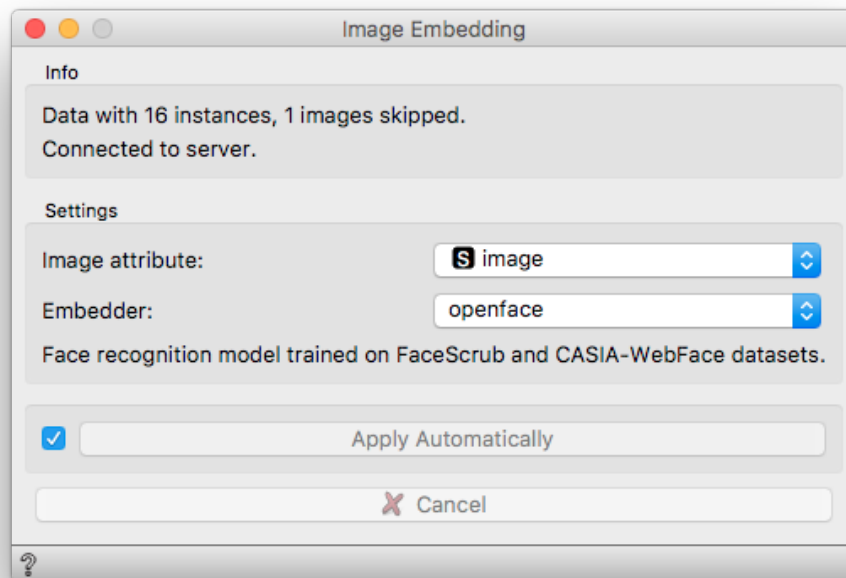 Image Embedding
Info
Data with 16 instances, 1 images skipped.
Connected to server.
Settings
Image attribute: S image
Embedder: openface
Face recognition model trained on FaceScrub and CASIA-WebFace datasets.
Apply Automatically
Cancel
?